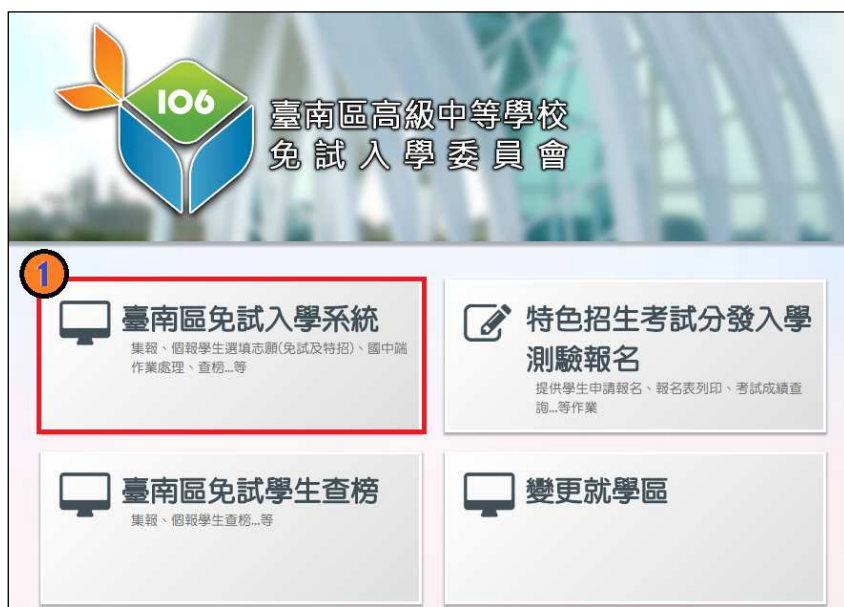 106
臺南區高級中等學校
免試入學委員會
1
臺南區免試入學系統
集報、個報學生選填志願(免試及特招)、國中端
作業處理、查榜...等
特色招生考試分發入學
測驗報名
提供學生申請報名、報名表列印、考試成績查
詢...等作業
臺南區免試學生查榜
集報、個報學生查榜...等
變更就學區